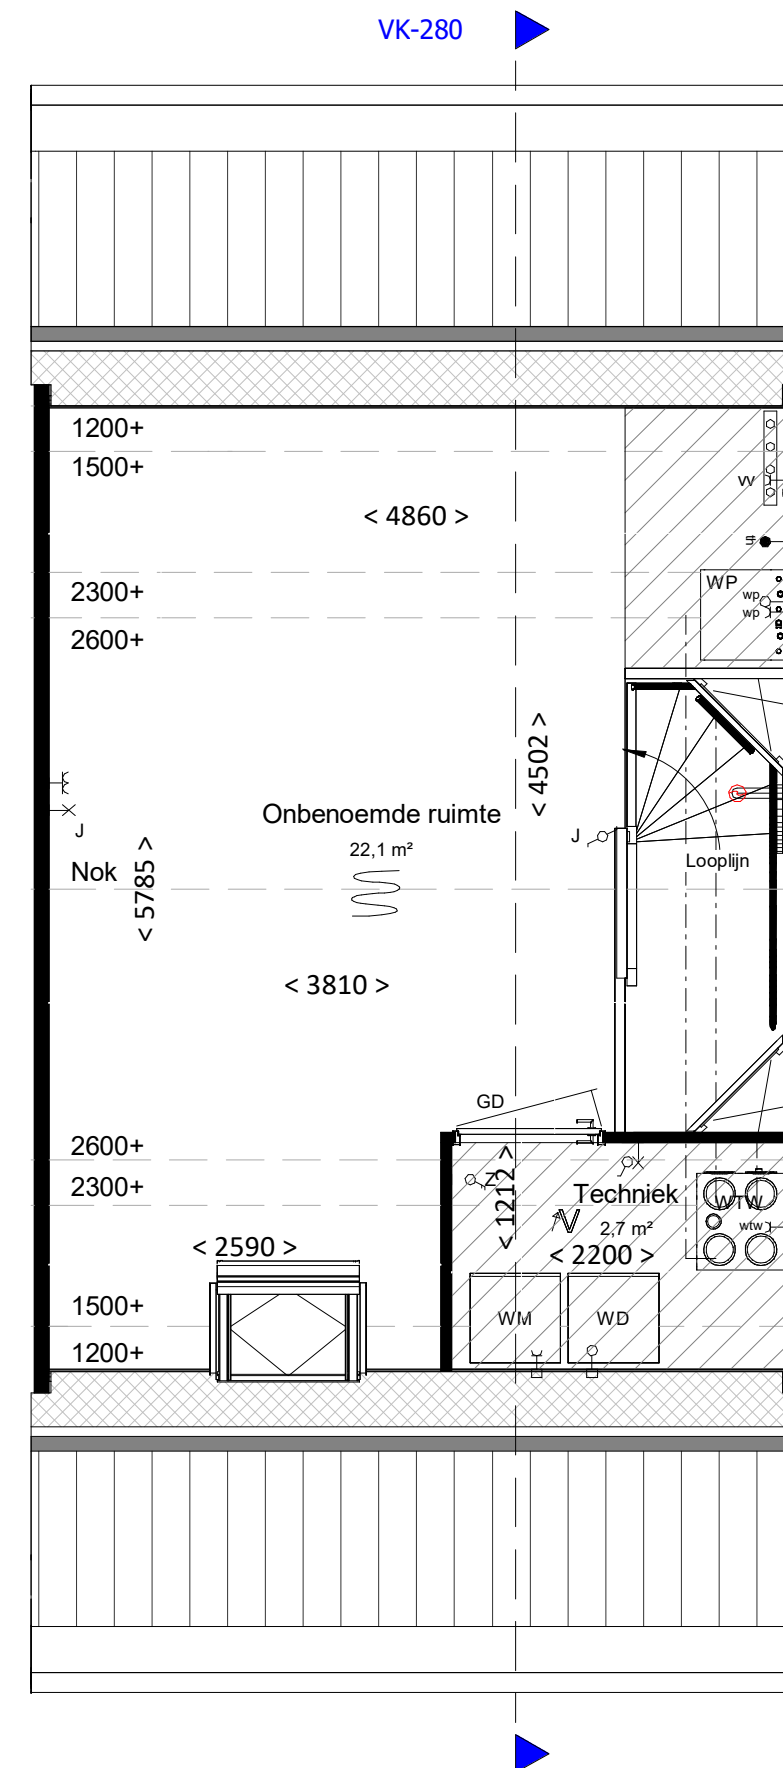 VK-280
1200+
1500+
VV
< 4860 >
2300+
WP
wp
wp
2600+
< 4502 >
Onbenoemde ruimte
J
J
22,1 m²
Looplijn
Nok
< 5785 >
< 3810 >
GD
2600+
2300+
Z
< 1212 >
Techniek
WTW
2,7 m²
wtw
< 2590 >
< 2200 >
1500+
WM
WD
1200+